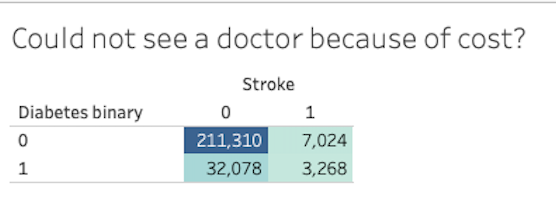 Could not see a doctor because of cost?
Stroke
Diabetes binary 0 1
0 211,310 7,024
1 32,078 3,268